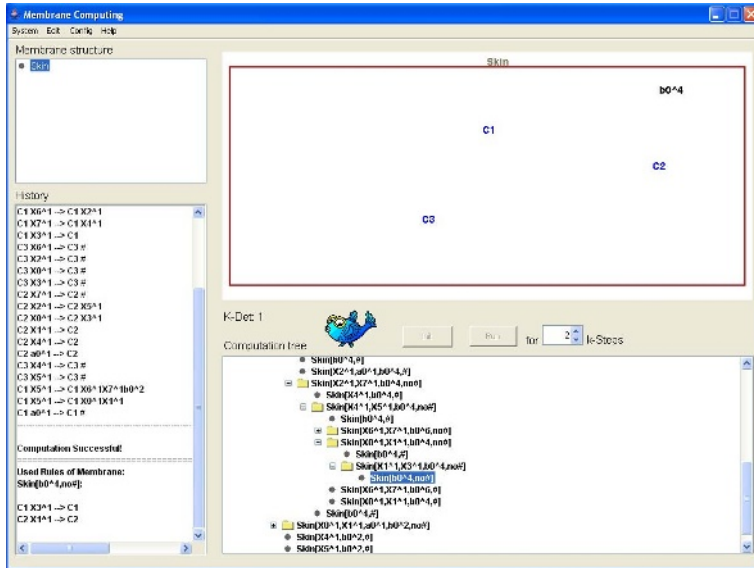 Membrane Computing
System Exit Config Help
Membrane structure
Skin
History
C1 X6^1 --> C1 X2^1
C1 X7^1 --> C1 X4^1
C1 X3^1 --> C1
C3 X6^1 --> C3 #
C3 X2^1 --> C3 #
C3 X0^1 --> C3 #
C3 X3^1 --> C3 #
C2 X7^1 --> C2 #
C2 X2^1 --> C2 X5^1
C2 X0^1 --> C2 X3^1
C2 X1^1 --> C2
C2 X4^1 --> C2
C2 a0^1 --> C2
C3 X4^1 --> C3 #
C3 X5^1 --> C3 #
C1 X5^1 --> C1 X6^1X7^1b0^2
C1 X5^1 --> C1 X0^1X1^1
C1 a0^1 --> C1 #
Computation Successful!
Used Rules of Membrane:
Skin[b0^4,no#]:
C1 X3^1 --> C1
C2 X1^1 --> C2
Skin
b0^4
C1
C2
C3
K-Det: 1
Run
for 2 k-Steps
Computation tree
Skin[b0^4,#]
Skin[X2^1,a0^1,b0^4,#]
Skin[X2^1,X7^1,b0^4,no#]
Skin[X4^1,b0^4,#]
Skin[X4^1,X5^1,b0^4,no#]
Skin[b0^4,#]
Skin[X6^1,X7^1,b0^6,no#]
Skin[X0^1,X1^1,b0^4,no#]
Skin[b0^4,#]
Skin[X1^1,X3^1,b0^4,no#]
Skin[b0^4,no#]
Skin[X6^1,X7^1,b0^6,#]
Skin[X0^1,X1^1,b0^4,#]
Skin[b0^4,#]
Skin[X0^1,X1^1,a0^1,b0^2,no#]
Skin[X4^1,b0^2,#]
Skin[X5^1,b0^2,#]